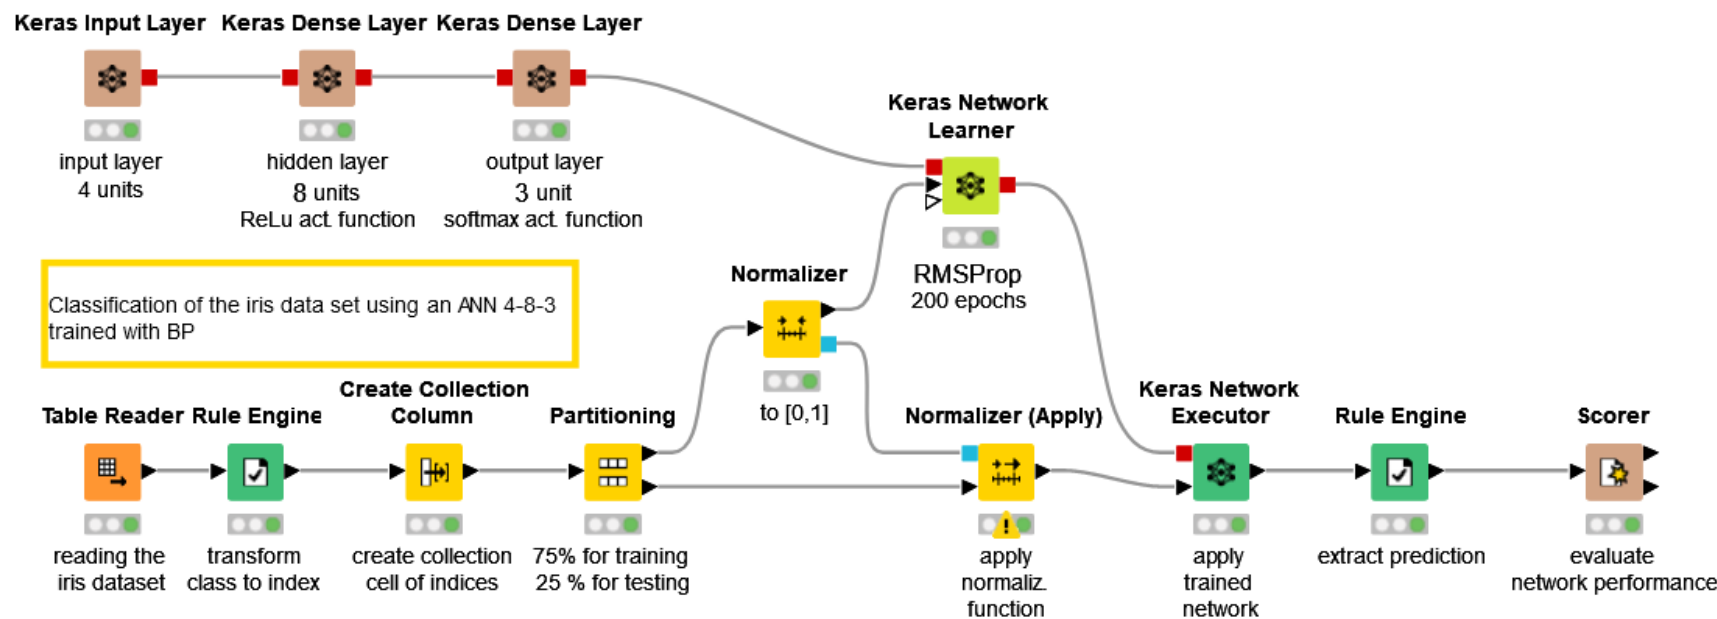 Keras Input Layer
Keras Dense Layer
Keras Dense Layer
input layer
4 units
hidden layer
8 units
ReLu act. function
output layer
3 unit
softmax act. function
Keras Network
Learner
RMSProp
200 epochs
Classification of the iris data set using an ANN 4-8-3
trained with BP
Normalizer
to [0,1]
Table Reader
reading the
iris dataset
Rule Engine
transform
class to index
Create Collection
Column
create collection
cell of indices
Partitioning
75% for training
25 % for testing
Normalizer (Apply)
apply
normaliz.
function
Keras Network
Executor
apply
trained
network
Rule Engine
extract prediction
Scorer
evaluate
network performance